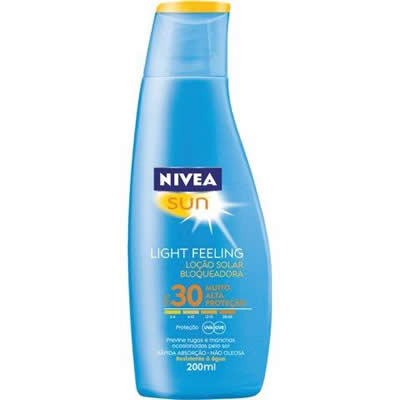 NIVEA
sun
LIGHT FEELING
LOÇÃO SOLAR
BLOQUEADORA
30 MUITO
ALTA
PROTEÇÃO
Proteção UVA UVB
Previne rugas e manchas
ocasionadas pelo sol
RÁPIDA ABSORÇÃO - NÃO OLEOSA
Resistente à água
200ml